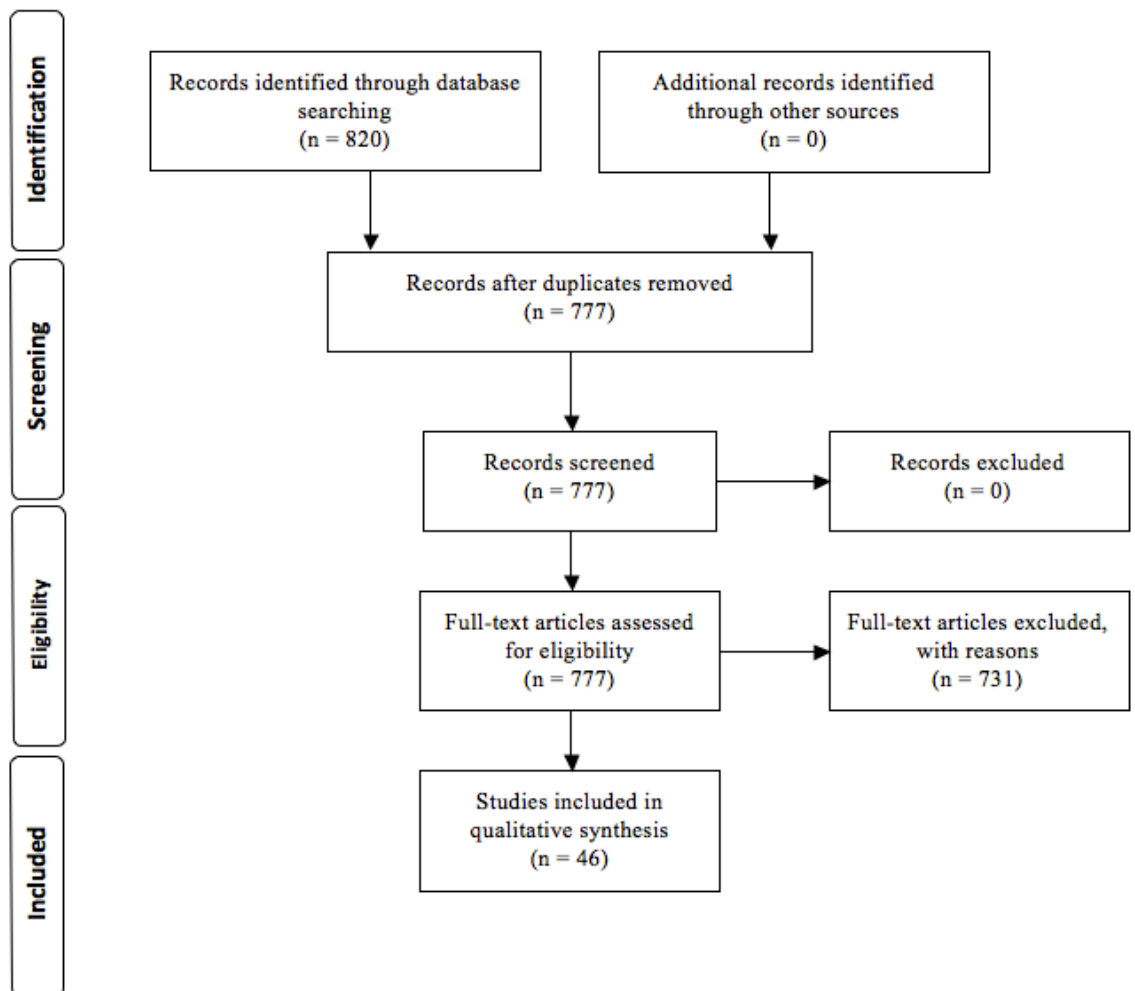 Identification
Records identified through database
searching
(n = 820)
Additional records identified
through other sources
(n = 0)
Screening
Records after duplicates removed
(n = 777)
Records screened
(n = 777)
Records excluded
(n = 0)
Eligibility
Full-text articles assessed
for eligibility
(n = 777)
Full-text articles excluded,
with reasons
(n = 731)
Included
Studies included in
qualitative synthesis
(n = 46)